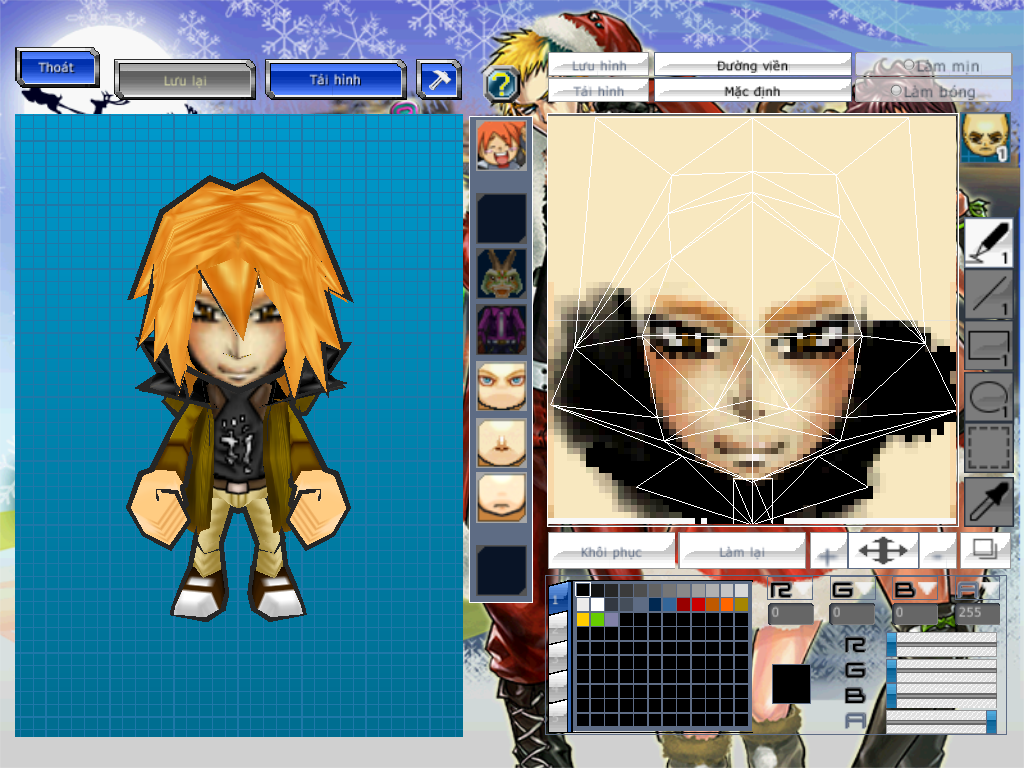 Thoát
Lưu lại
Tải hình
?
Lưu hình
Đường viền
Làm mịn
Tải hình
Mặc định
Làm bóng
1
1
1
1
1
Khôi phục
Làm lại
+
-
1
R
G
B
A
0
0
0
255
R
G
B
A